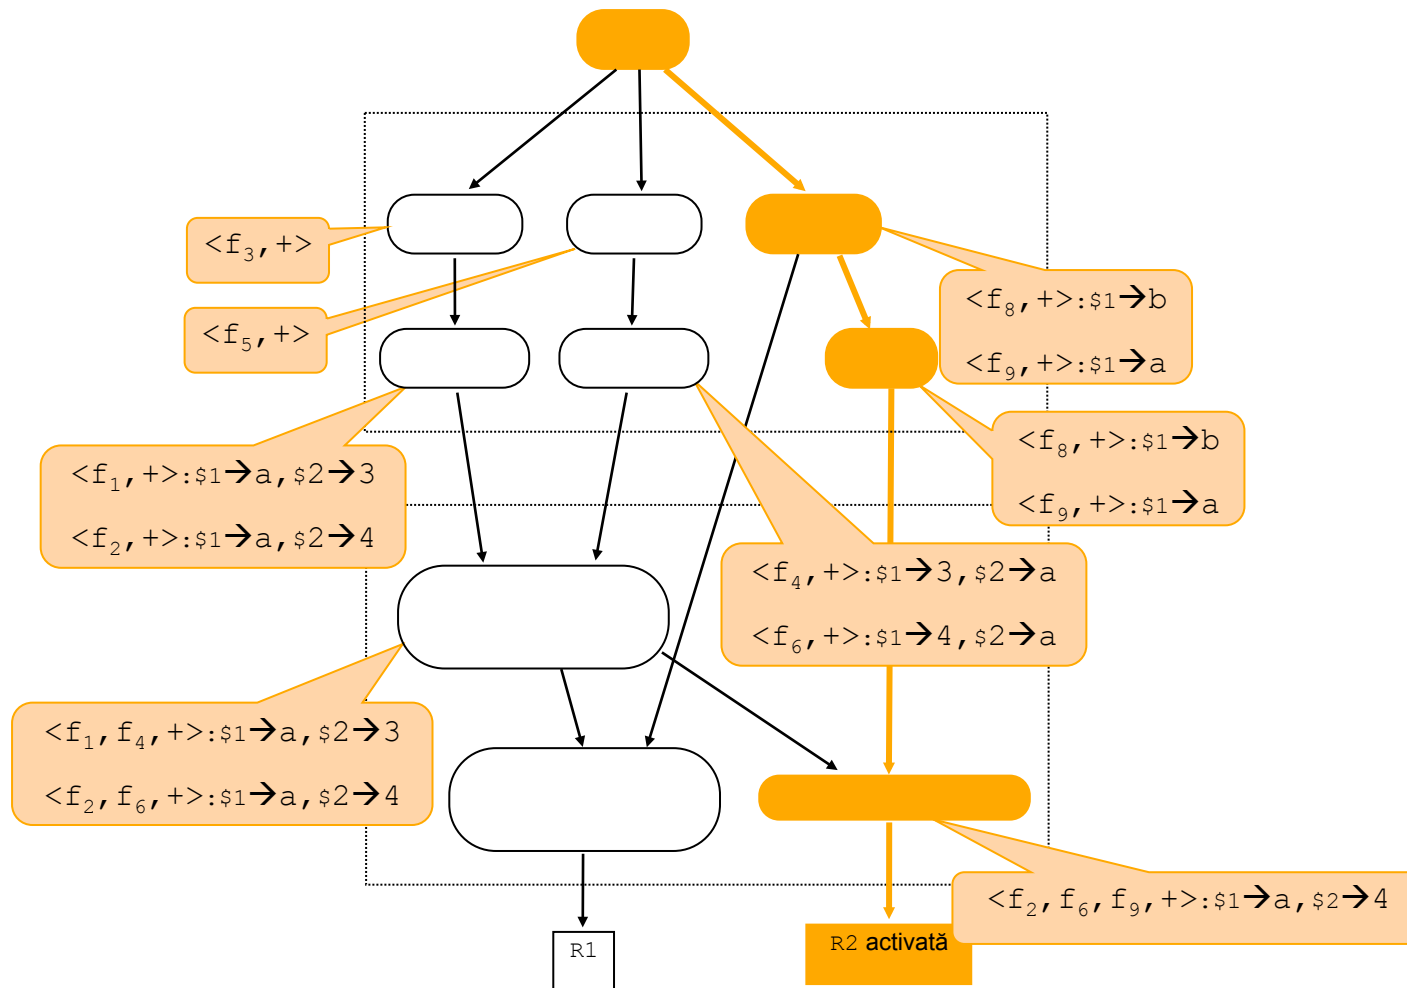 <f₃,+>
<f₅,+>
<f₈,+>:$1→b
<f₉,+>:$1→a
<f₈,+>:$1→b
<f₉,+>:$1→a
<f₁,+>:$1→a,$2→3
<f₂,+>:$1→a,$2→4
<f₄,+>:$1→3,$2→a
<f₆,+>:$1→4,$2→a
<f₁,f₄,+>:$1→a,$2→3
<f₂,f₆,+>:$1→a,$2→4
<f₂,f₆,f₉,+>:$1→a,$2→4
R1
R2 activată